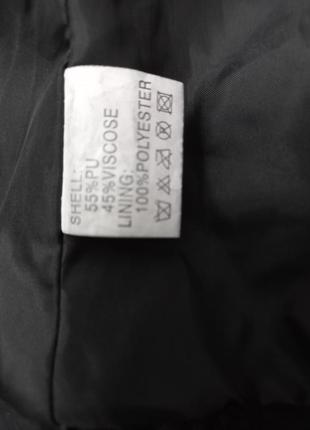 SHELL:
55%PU
45%VISCOSE
LINING:
100%POLYESTER